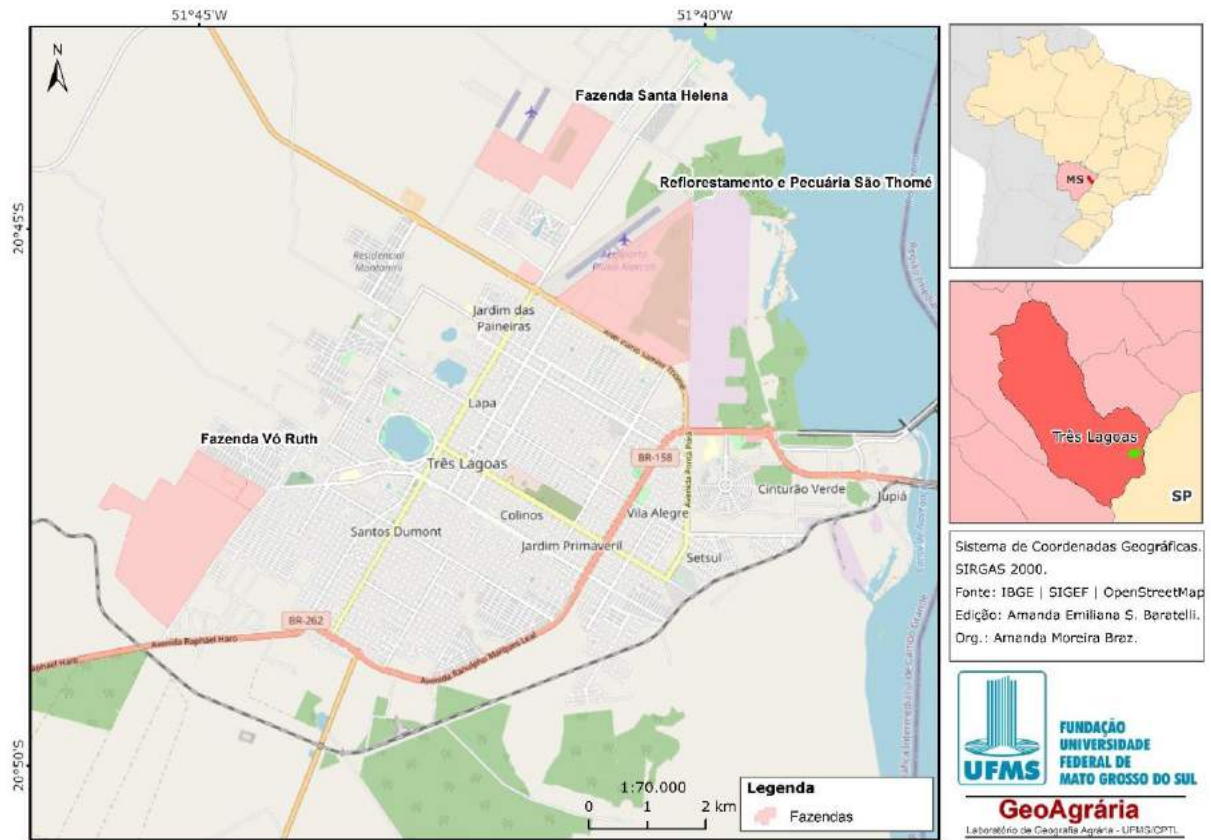 51°45'W
51°40'W
N
20°45'S
20°50'S
Fazenda Santa Helena
Reflorestamento e Pecuária São Thomé
Residencial Montanini
Jardim das
Paineiras
Lapa
Fazenda Vó Ruth
Três Lagoas
BR-158
Avenida Ponta Porã
Cinturão Verde
Jupiá
Colinos
Vila Alegre
Santos Dumont
Jardim Primaveril
Setsul
BR-262
Avenida Raphael Haro
Raphael Haro
Avenida Ranulpho Marques Leal
1:70.000
0 1 2 km
Legenda
Fazendas
MS
Três Lagoas
SP
Sistema de Coordenadas Geográficas.
SIRGAS 2000.
Fonte: IBGE | SIGEF | OpenStreetMap
Edição: Amanda Emiliana S. Baratelli.
Org.: Amanda Moreira Braz.
UFMS
FUNDAÇÃO
UNIVERSIDADE
FEDERAL DE
MATO GROSSO DO SUL
GeoAgrária
Laboratório de Geografia Agrária - UFMS/CPTL